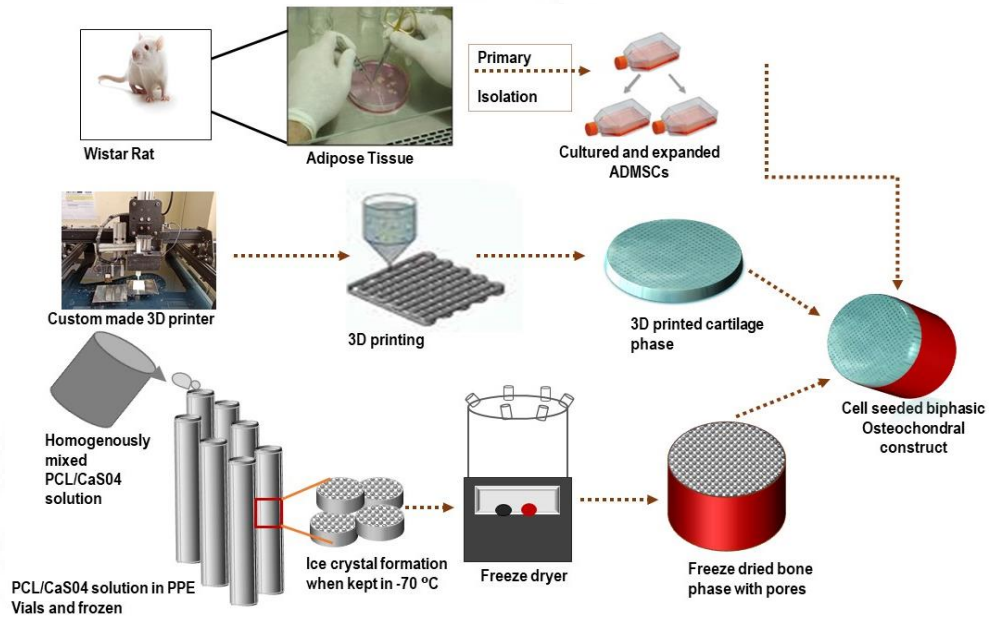 Wistar Rat
Adipose Tissue
Primary
Isolation
Cultured and expanded
ADMSCs
Custom made 3D printer
3D printing
3D printed cartilage
phase
Cell seeded biphasic
Osteochondral
construct
Homogenously
mixed
PCL/CaS04
solution
PCL/CaS04 solution in PPE
Vials and frozen
Ice crystal formation
when kept in -70 ºC
Freeze dryer
Freeze dried bone
phase with pores